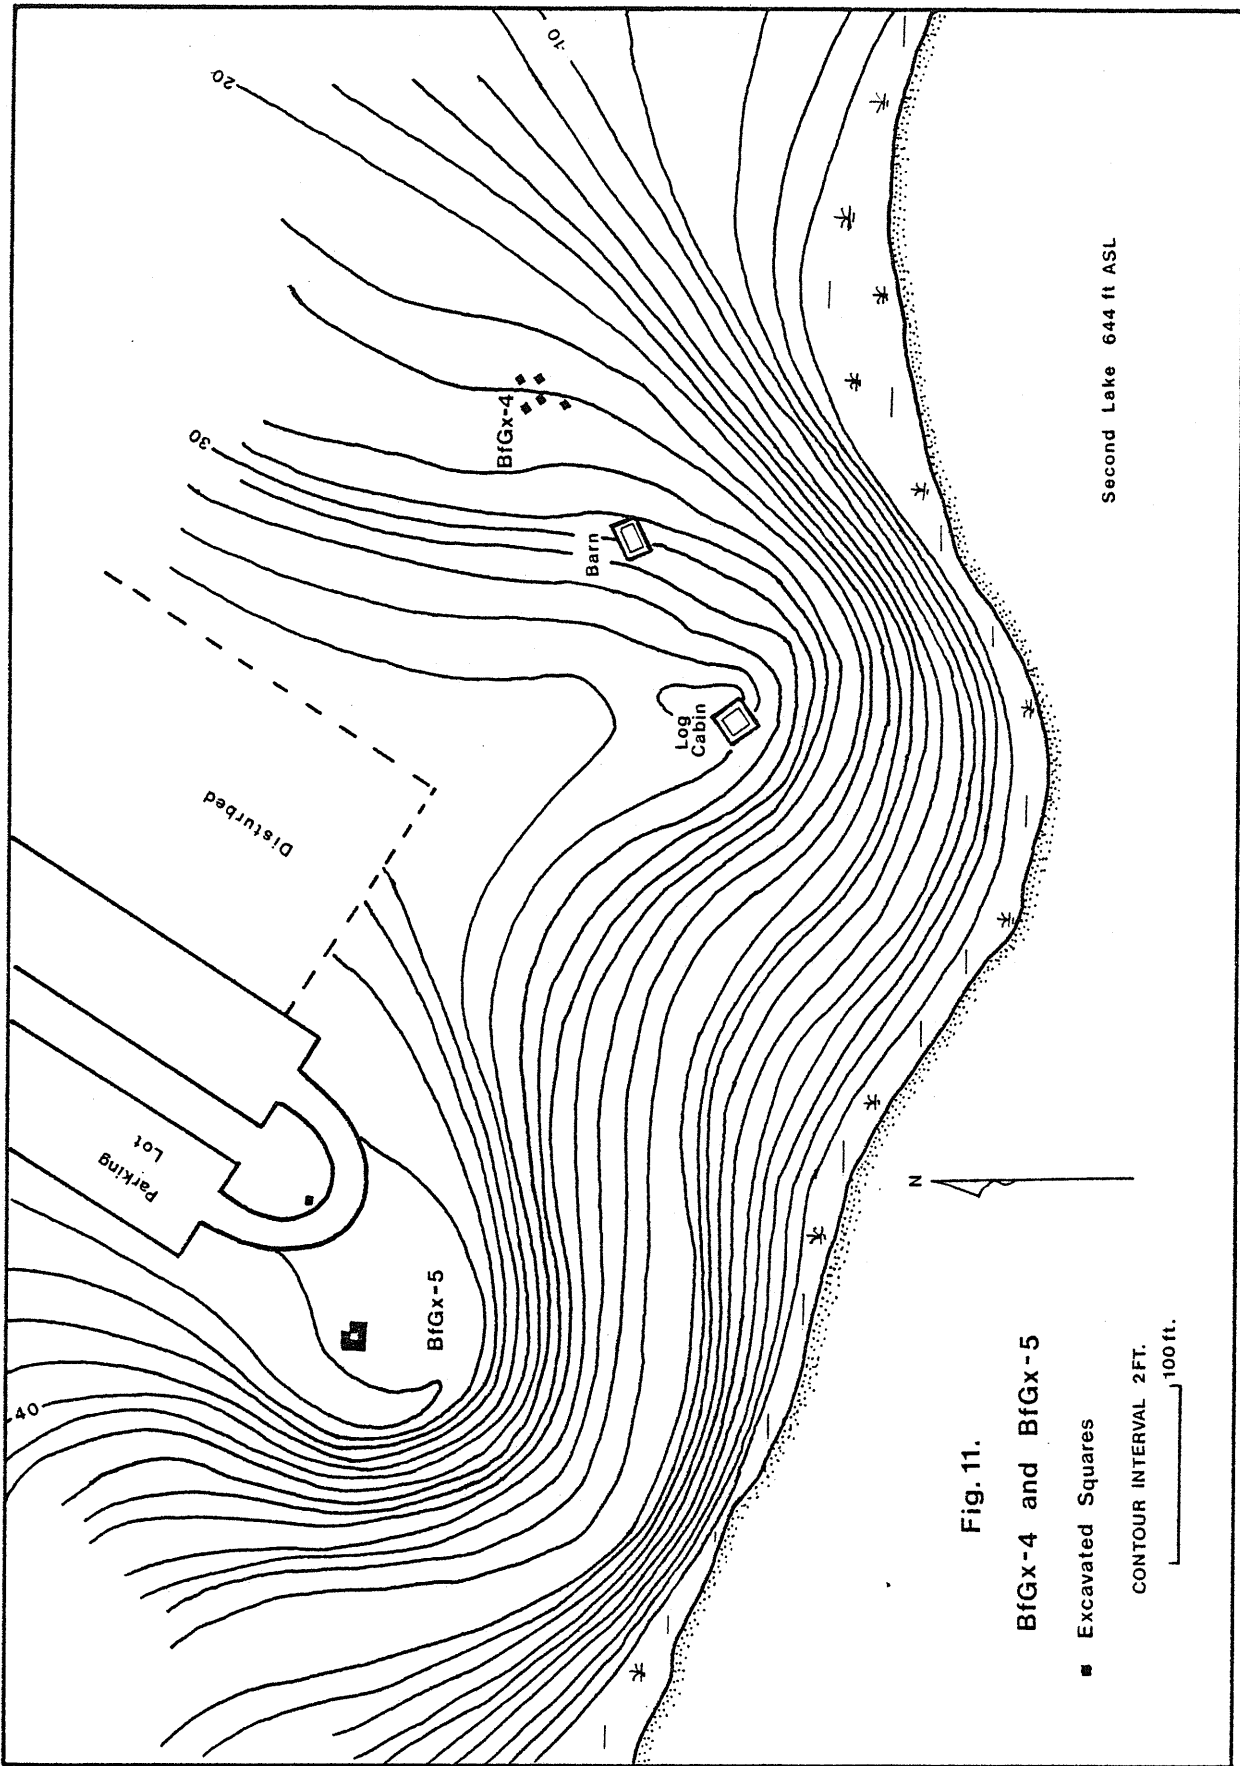 20
10
30
BfGx-4
Barn
Log
Cabin
Disturbed
Parking
Lot
BfGx-5
40
N
Second Lake 644 ft ASL
Fig. 11.
BfGx-4 and BfGx-5
Excavated Squares
CONTOUR INTERVAL 2FT.
100 ft.